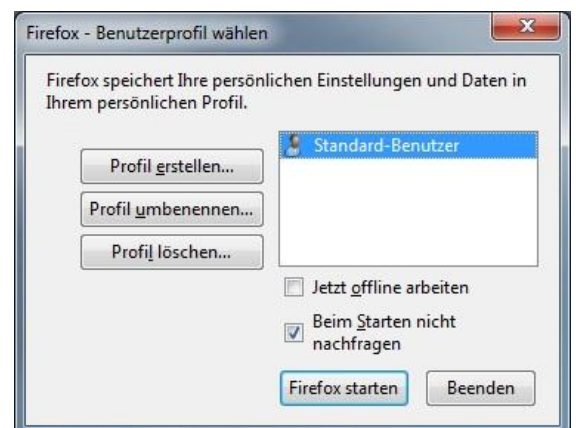 Firefox - Benutzerprofil wählen
Firefox speichert Ihre persönlichen Einstellungen und Daten in
Ihrem persönlichen Profil.
Profil erstellen...
Profil umbenennen...
Profil löschen...
Standard-Benutzer
Jetzt offline arbeiten
Beim Starten nicht
nachfragen
Firefox starten
Beenden